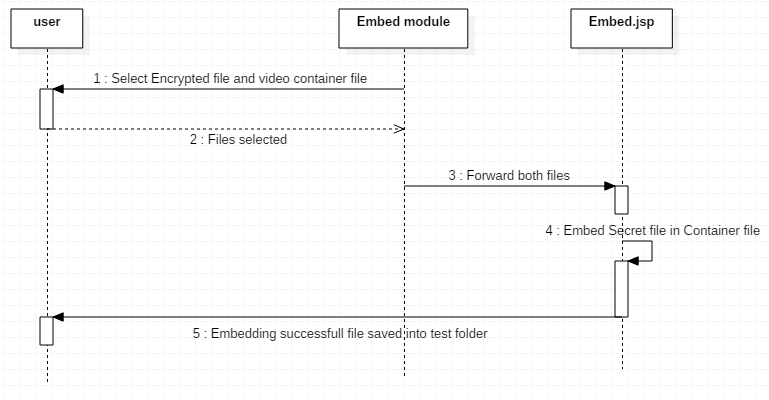 user
Embed module
Embed.jsp
1 : Select Encrypted file and video container file
2 : Files selected
3 : Forward both files
4 : Embed Secret file in Container file
5 : Embedding successfull file saved into test folder